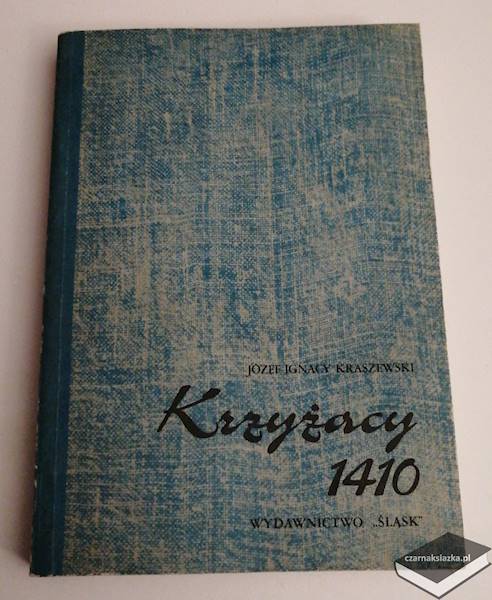 JÓZEF IGNACY KRASZEWSKI
Krzyżacy
1410
WYDAWNICTWO „ŚLĄSK”
czarnaksiazka.pl